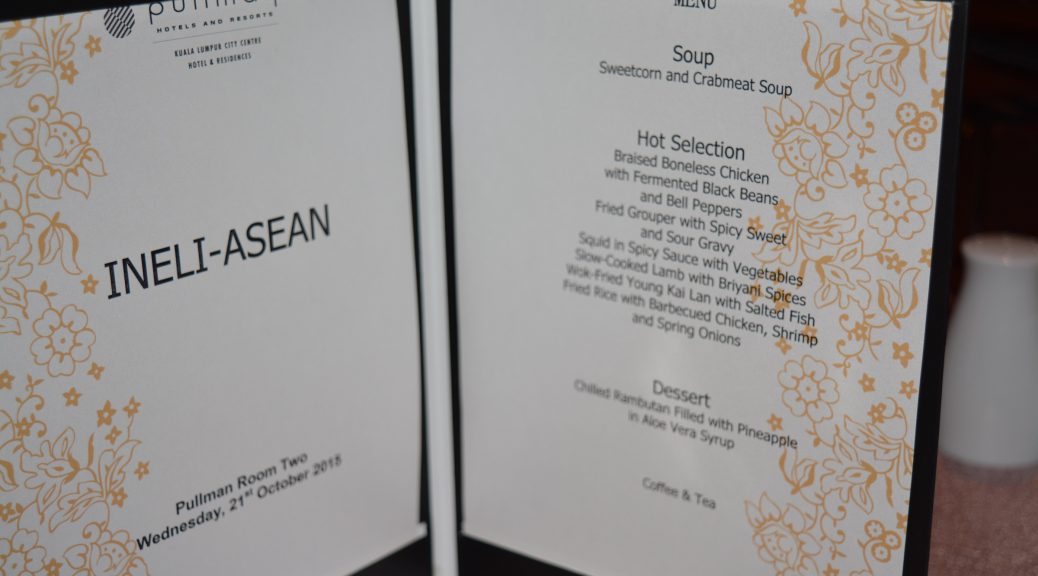 pullman
HOTELS AND RESORTS
KUALA LUMPUR CITY CENTRE
HOTEL & RESIDENCES
INELI-ASEAN
Pullman Room Two
Wednesday, 21st October 2015
MENU
Soup
Sweetcorn and Crabmeat Soup
Hot Selection
Braised Boneless Chicken
with Fermented Black Beans
and Bell Peppers
Fried Grouper with Spicy Sweet
and Sour Gravy
Squid in Spicy Sauce with Vegetables
Slow-Cooked Lamb with Briyani Spices
Wok-Fried Young Kai Lan with Salted Fish
Fried Rice with Barbecued Chicken, Shrimp
and Spring Onions
Dessert
Chilled Rambutan Filled with Pineapple
in Aloe Vera Syrup
Coffee & Tea